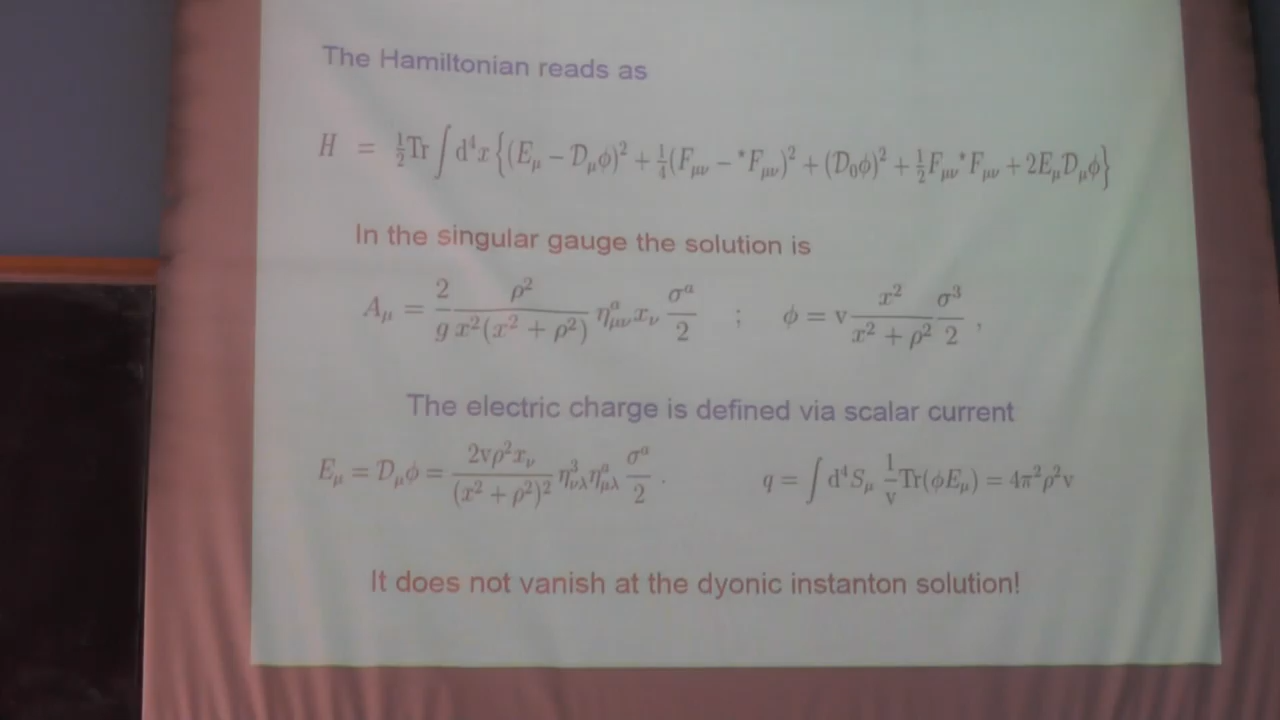 The Hamiltonian reads as
H = ½Tr ∫ d⁴x {(E_μ − D_μϕ)² + ¼(F_μν − *F_μν)² + (D₀ϕ)² + ½F_μν*F_μν + 2E_μD_μϕ}
In the singular gauge the solution is
A_μ = (2/g) ρ²/(x²(x² + ρ²)) η^a_μν x_ν σ^a/2 ; ϕ = v x²/(x² + ρ²) σ³/2 ,
The electric charge is defined via scalar current
E_μ = D_μϕ = 2vρ²x_ν/(x² + ρ²)² η³_νλ η^a_μλ σ^a/2 . q = ∫ d⁴S_μ (1/v) Tr(ϕE_μ) = 4π²ρ²v
It does not vanish at the dyonic instanton solution!